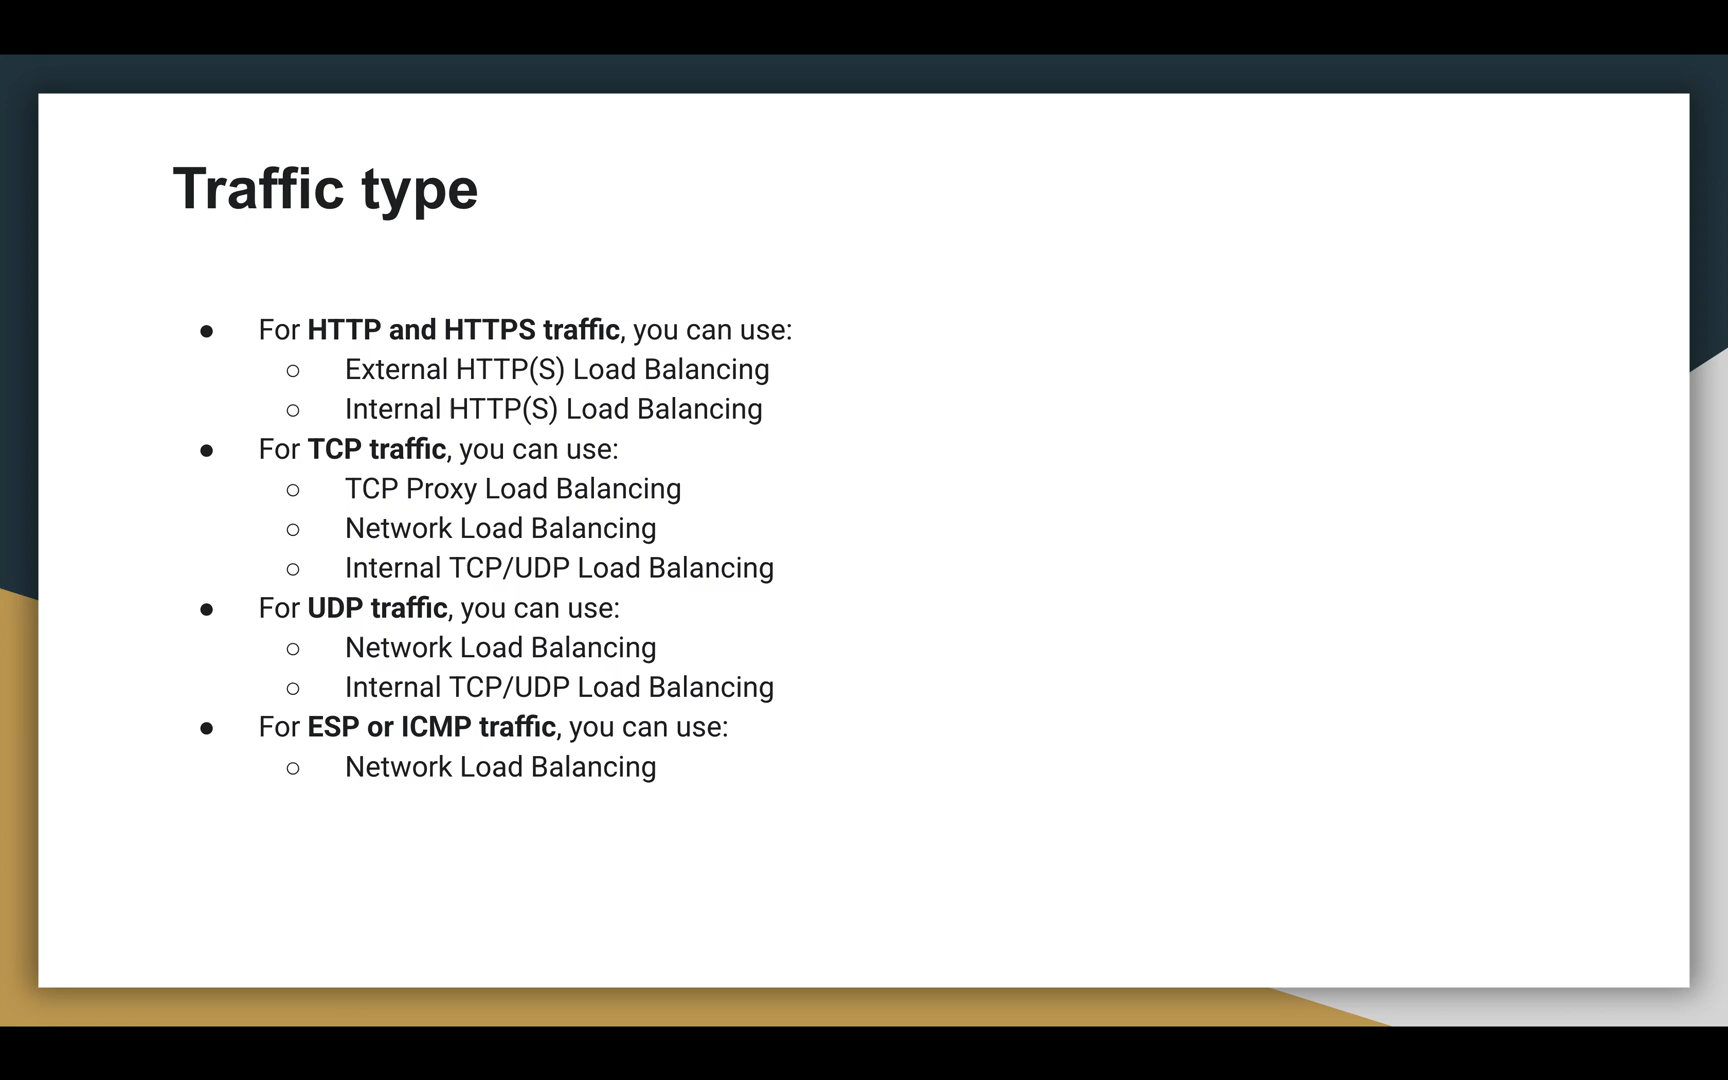 Traffic type
● For HTTP and HTTPS traffic, you can use:
○ External HTTP(S) Load Balancing
○ Internal HTTP(S) Load Balancing
● For TCP traffic, you can use:
○ TCP Proxy Load Balancing
○ Network Load Balancing
○ Internal TCP/UDP Load Balancing
● For UDP traffic, you can use:
○ Network Load Balancing
○ Internal TCP/UDP Load Balancing
● For ESP or ICMP traffic, you can use:
○ Network Load Balancing